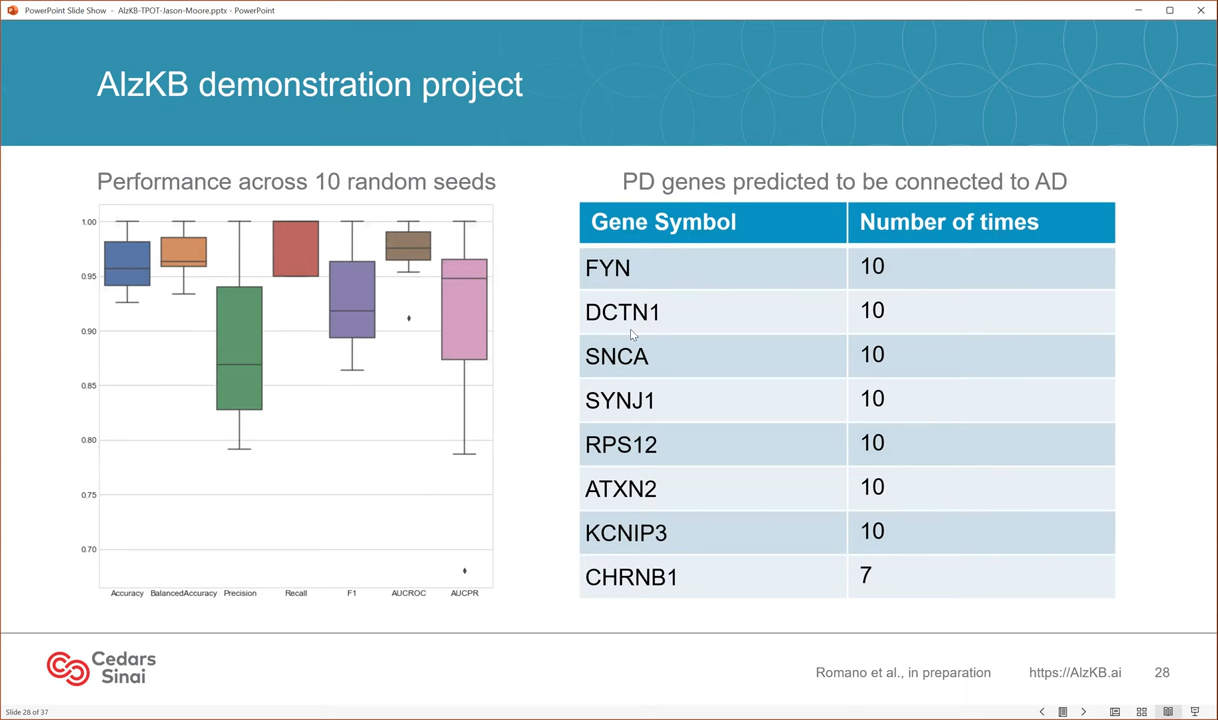 PowerPoint Slide Show - AlzKB-TPOT-Jason-Moore.pptx - PowerPoint
AlzKB demonstration project
Performance across 10 random seeds
1.00
0.95
0.90
0.85
0.80
0.75
0.70
Accuracy BalancedAccuracy Precision Recall F1 AUCROC AUCPR
PD genes predicted to be connected to AD
Gene Symbol Number of times
FYN 10
DCTN1 10
SNCA 10
SYNJ1 10
RPS12 10
ATXN2 10
KCNIP3 10
CHRNB1 7
Cedars
Sinai
Romano et al., in preparation https://AlzKB.ai 28
Slide 28 of 37